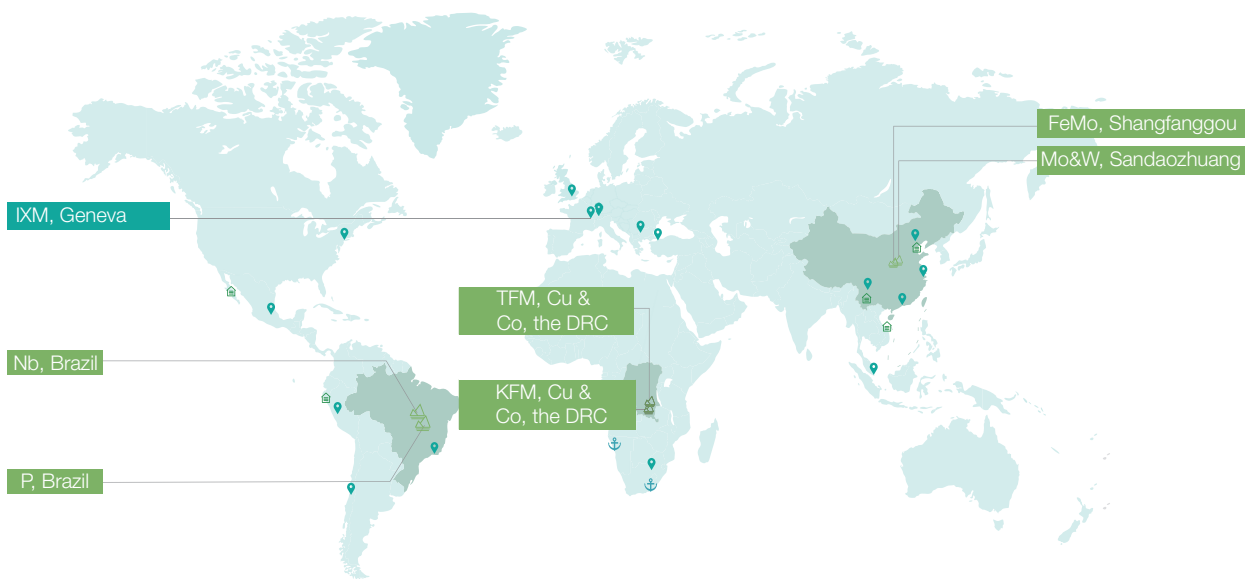 FeMo, Shangfanggou
Mo&W, Sandaozhuang
IXM, Geneva
TFM, Cu &
Co, the DRC
Nb, Brazil
KFM, Cu &
Co, the DRC
P, Brazil